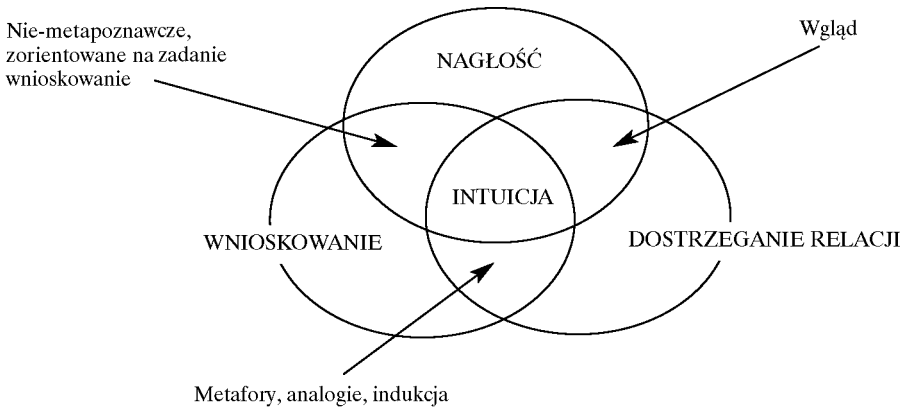 Nie-metapoznawcze,
zorientowane na zadanie
wnioskowanie
Wgląd
NAGŁOŚĆ
INTUICJA
WNIOSKOWANIE
DOSTRZEGANIE RELACJI
Metafory, analogie, indukcja